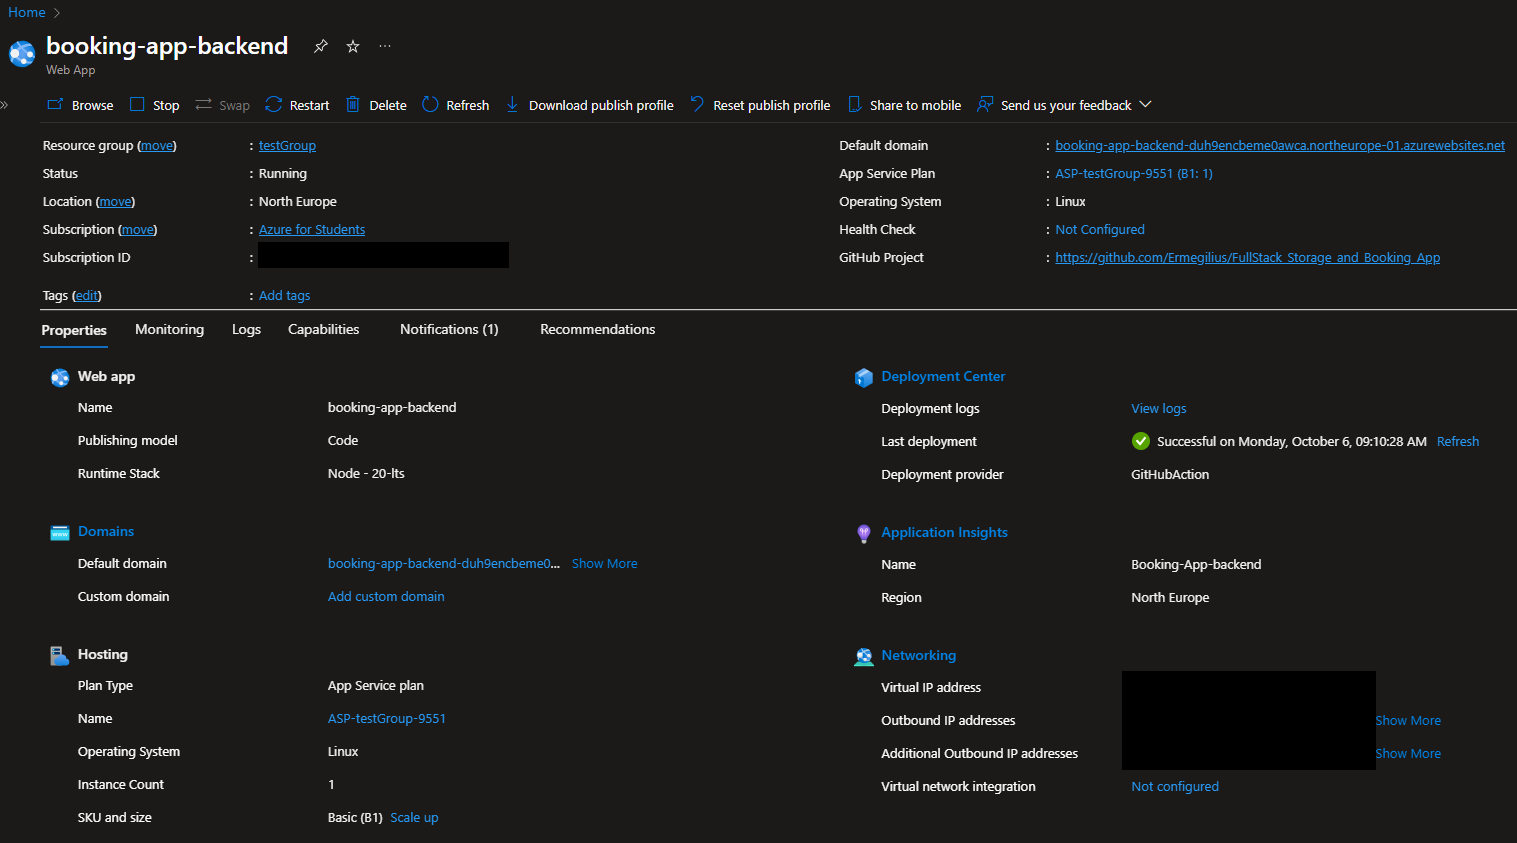 Home
booking-app-backend
Web App
Browse Stop Swap Restart Delete Refresh Download publish profile Reset publish profile Share to mobile Send us your feedback
Resource group (move) : testGroup
Status : Running
Location (move) : North Europe
Subscription (move) : Azure for Students
Subscription ID :
Tags (edit) : Add tags
Default domain : booking-app-backend-duh9encbeme0awca.northeurope-01.azurewebsites.net
App Service Plan : ASP-testGroup-9551 (B1: 1)
Operating System : Linux
Health Check : Not Configured
GitHub Project : https://github.com/Ermegilius/FullStack_Storage_and_Booking_App
Properties Monitoring Logs Capabilities Notifications (1) Recommendations
Web app
Name booking-app-backend
Publishing model Code
Runtime Stack Node - 20-lts
Domains
Default domain booking-app-backend-duh9encbeme0... Show More
Custom domain Add custom domain
Hosting
Plan Type App Service plan
Name ASP-testGroup-9551
Operating System Linux
Instance Count 1
SKU and size Basic (B1) Scale up
Deployment Center
Deployment logs View logs
Last deployment Successful on Monday, October 6, 09:10:28 AM Refresh
Deployment provider GitHubAction
Application Insights
Name Booking-App-backend
Region North Europe
Networking
Virtual IP address
Outbound IP addresses Show More
Additional Outbound IP addresses Show More
Virtual network integration Not configured